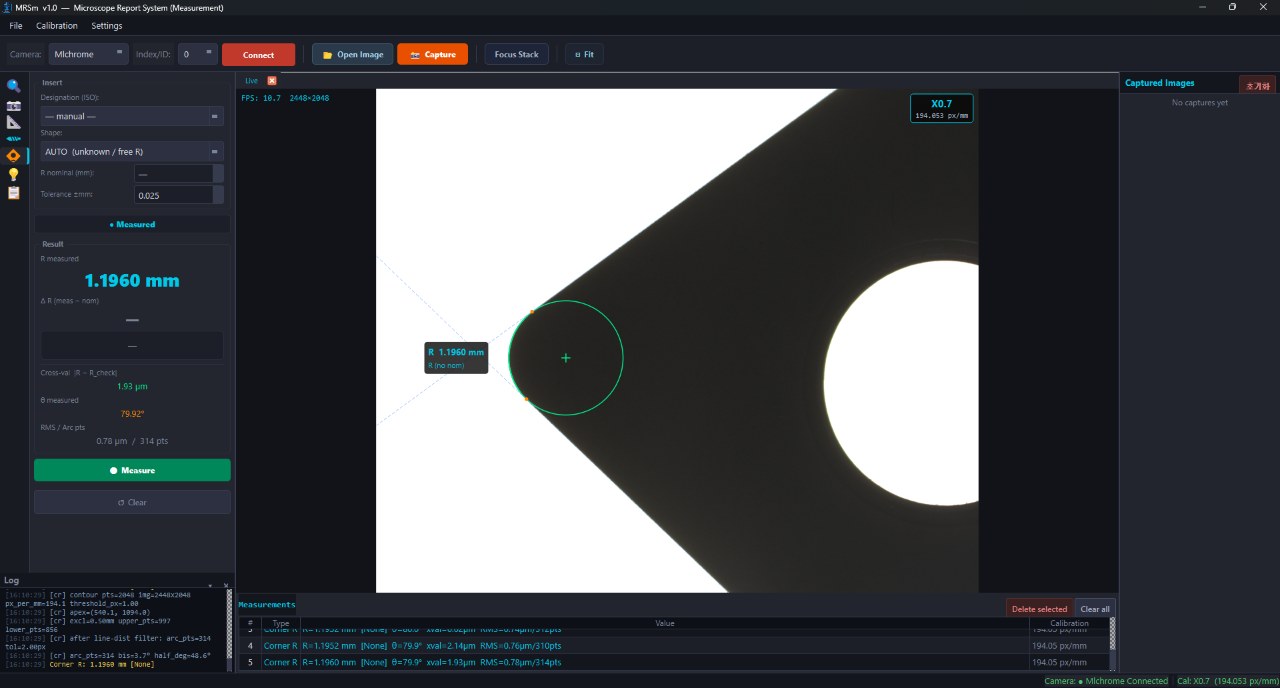 MRSm v1.0 — Microscope Report System (Measurement)
File Calibration Settings
Camera: MIchrome Index/ID: 0 Connect Open Image Capture Focus Stack Fit
Insert
Designation (ISO):
— manual —
Shape:
AUTO (unknown / free R)
R nominal (mm): —
Tolerance ±mm: 0.025
● Measured
Result
R measured
1.1960 mm
Δ R (meas − nom)
—
—
Cross-val |R − R_check|
1.93 µm
θ measured
79.92°
RMS / Arc pts
0.78 µm / 314 pts
Measure
Clear
Log
[16:10:29] [cr] contour pts=2048 img=2448x2048
px_per_mm=194.1 threshold_px=1.00
[16:10:29] [cr] apex=(540.1, 1094.0)
[16:10:29] [cr] excl=0.50mm upper_pts=997
lower_pts=856
[16:10:29] [cr] after line-dist filter: arc_pts=314
tol=2.00px
[16:10:29] [cr] arc_pts=314 bis=3.7° half_deg=48.6°
[16:10:29] Corner R: 1.1960 mm [None]
Live
FPS: 10.7 2448×2048
X0.7
194.053 px/mm
R 1.1960 mm
R (no nom)
Measurements
Delete selected Clear all
# Type Value Calibration
4 Corner R R=1.1952 mm [None] θ=79.9° xval=2.14µm RMS=0.76µm/310pts 194.05 px/mm
5 Corner R R=1.1960 mm [None] θ=79.9° xval=1.93µm RMS=0.78µm/314pts 194.05 px/mm
Captured Images 초기화
No captures yet
Camera: ● MIchrome Connected Cal: X0.7 (194.053 px/mm)